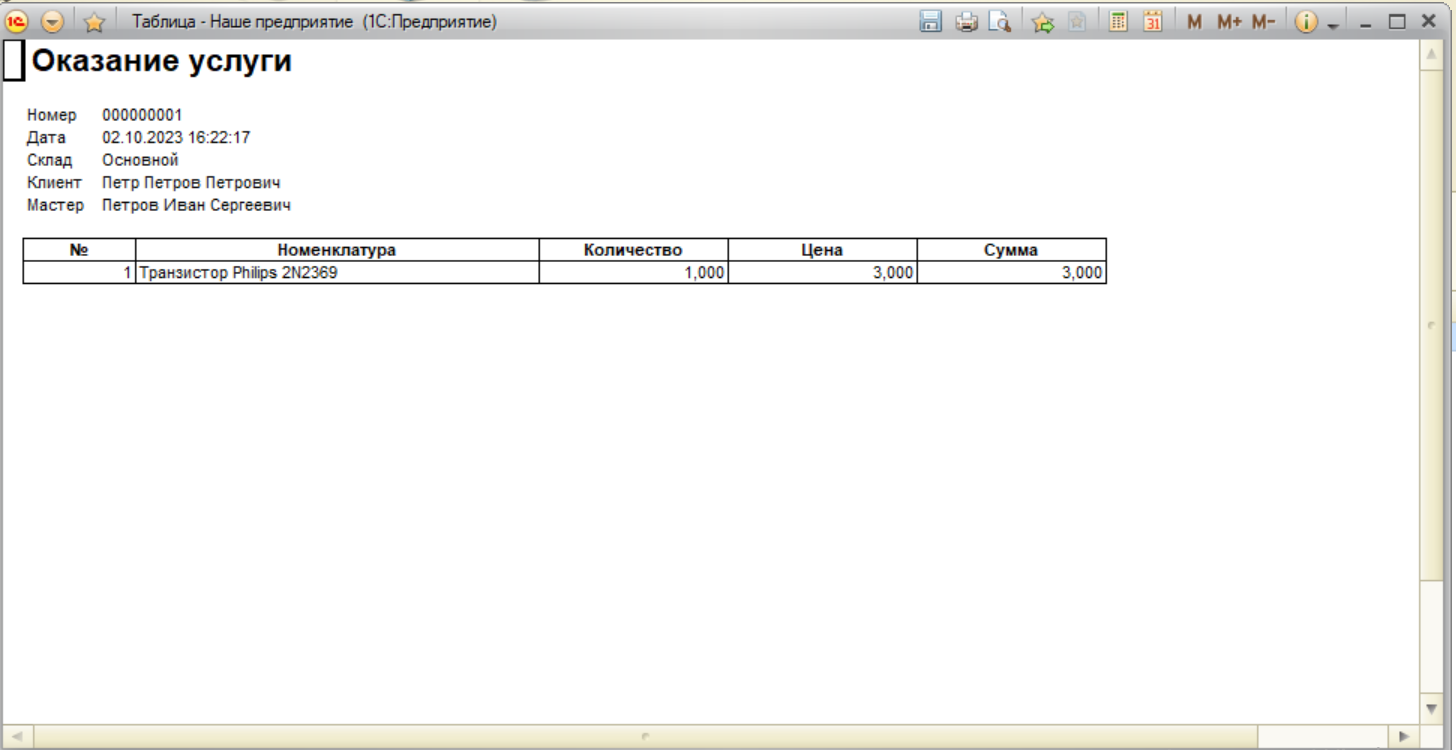 Таблица - Наше предприятие (1С:Предприятие)
31 M M+ M-
Оказание услуги
Номер 000000001
Дата 02.10.2023 16:22:17
Склад Основной
Клиент Петр Петров Петрович
Мастер Петров Иван Сергеевич
№ Номенклатура Количество Цена Сумма
1 Транзистор Philips 2N2369 1,000 3,000 3,000